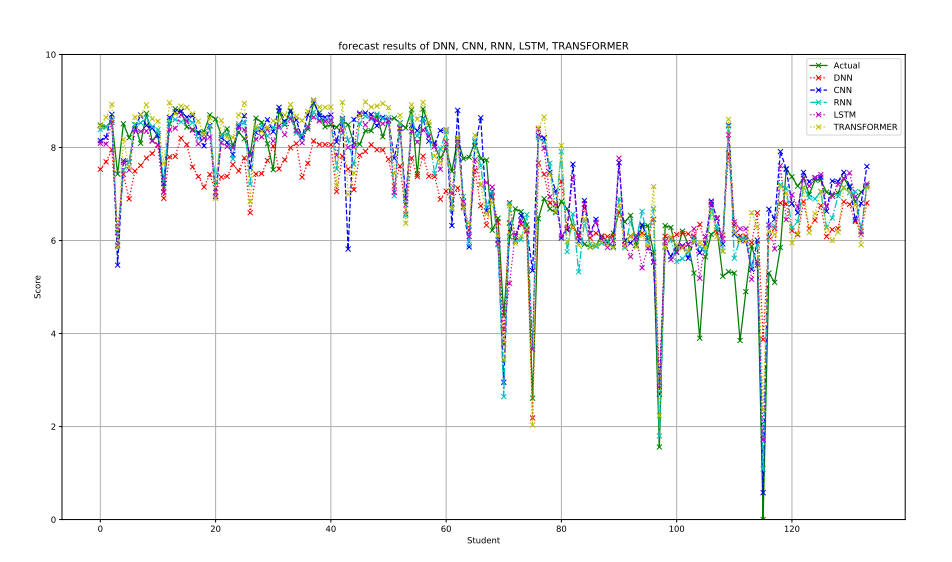 forecast results of DNN, CNN, RNN, LSTM, TRANSFORMER
10
8
6
4
2
0
Score
Actual
DNN
CNN
RNN
LSTM
TRANSFORMER
0 20 40 60 80 100 120
Student